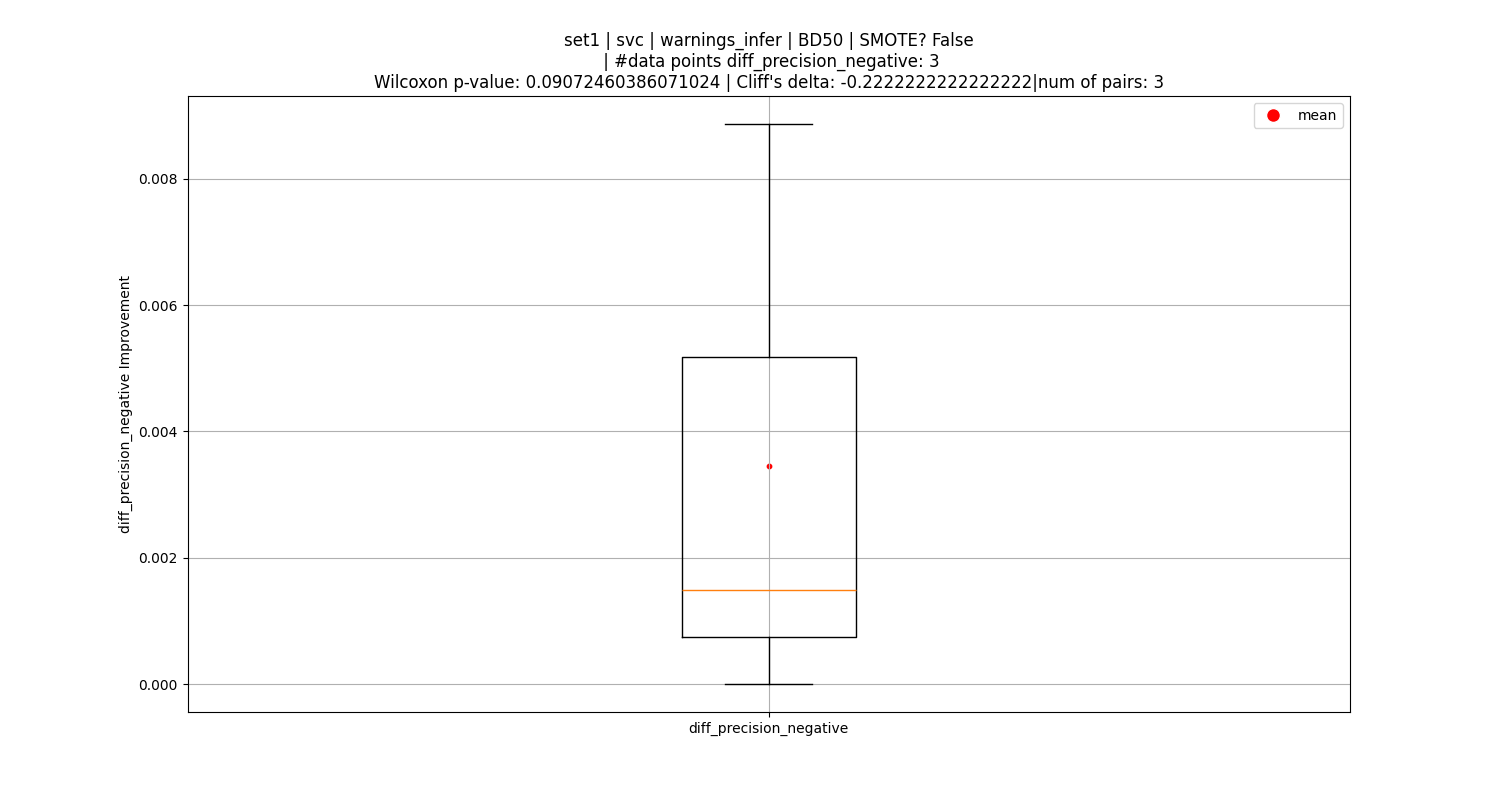 set1 | svc | warnings_infer | BD50 | SMOTE? False
| #data points diff_precision_negative: 3
Wilcoxon p-value: 0.09072460386071024 | Cliff's delta: -0.2222222222222222|num of pairs: 3
mean
0.008
0.006
0.004
0.002
0.000
diff_precision_negative Improvement
diff_precision_negative